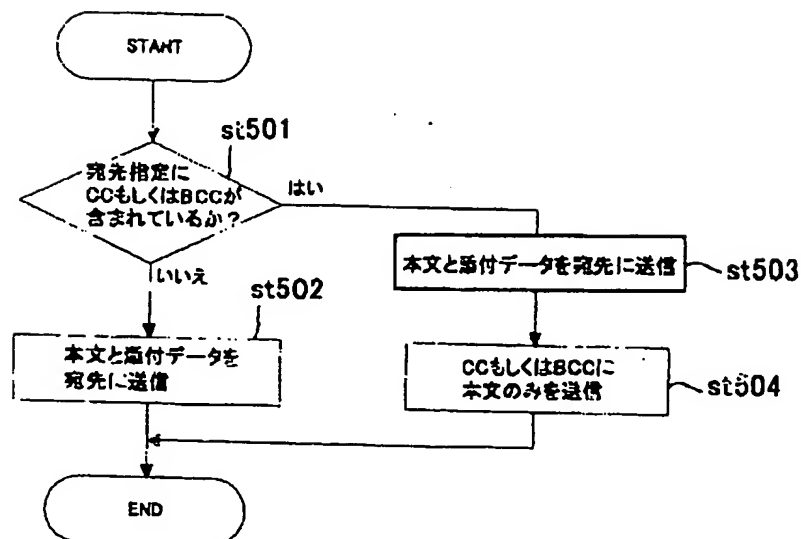 START
st501
宛先指定に
CCもしくはBCCが
含まれているか?
はい
いいえ
st502
本文と添付データを
宛先に送信
本文と添付データを宛先に送信
st503
CCもしくはBCCに
本文のみを送信
st504
END